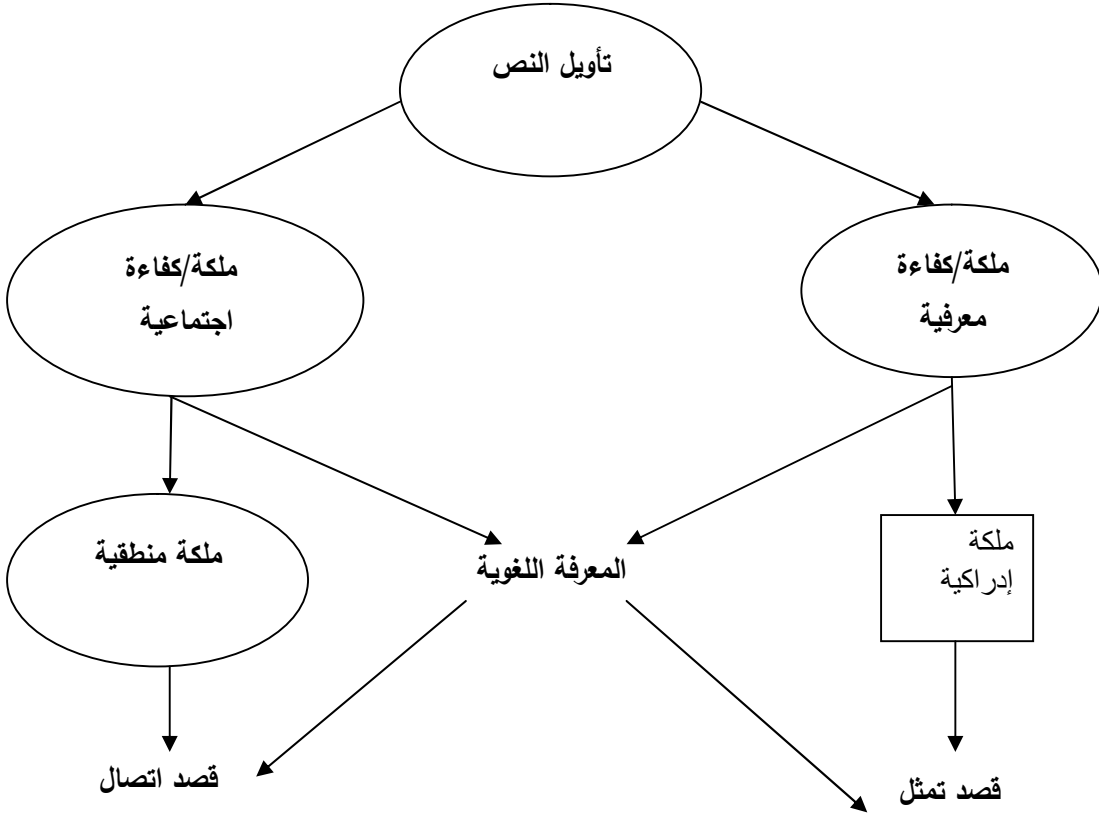 تأويل النص
ملكة/كفاءة
معرفية
ملكة/كفاءة
اجتماعية
ملكة
إدراكية
المعرفة اللغوية
ملكة منطقية
قصد تمثل
قصد اتصال